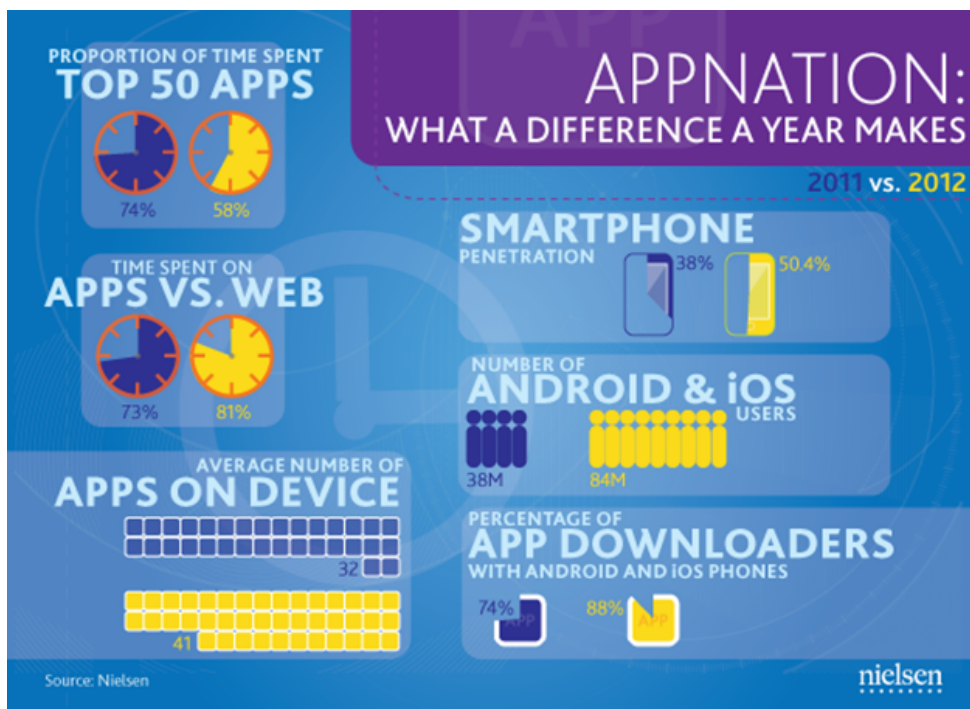 PROPORTION OF TIME SPENT
TOP 50 APPS
74%
58%
APP
APPNATION:
WHAT A DIFFERENCE A YEAR MAKES
2011 vs. 2012
TIME SPENT ON
APPS VS. WEB
73%
81%
AVERAGE NUMBER OF
APPS ON DEVICE
32
41
SMARTPHONE
PENETRATION
38%
50.4%
NUMBER OF
ANDROID & iOS
USERS
38M
84M
PERCENTAGE OF
APP DOWNLOADERS
WITH ANDROID AND iOS PHONES
74%
APP
88%
APP
Source: Nielsen
nielsen